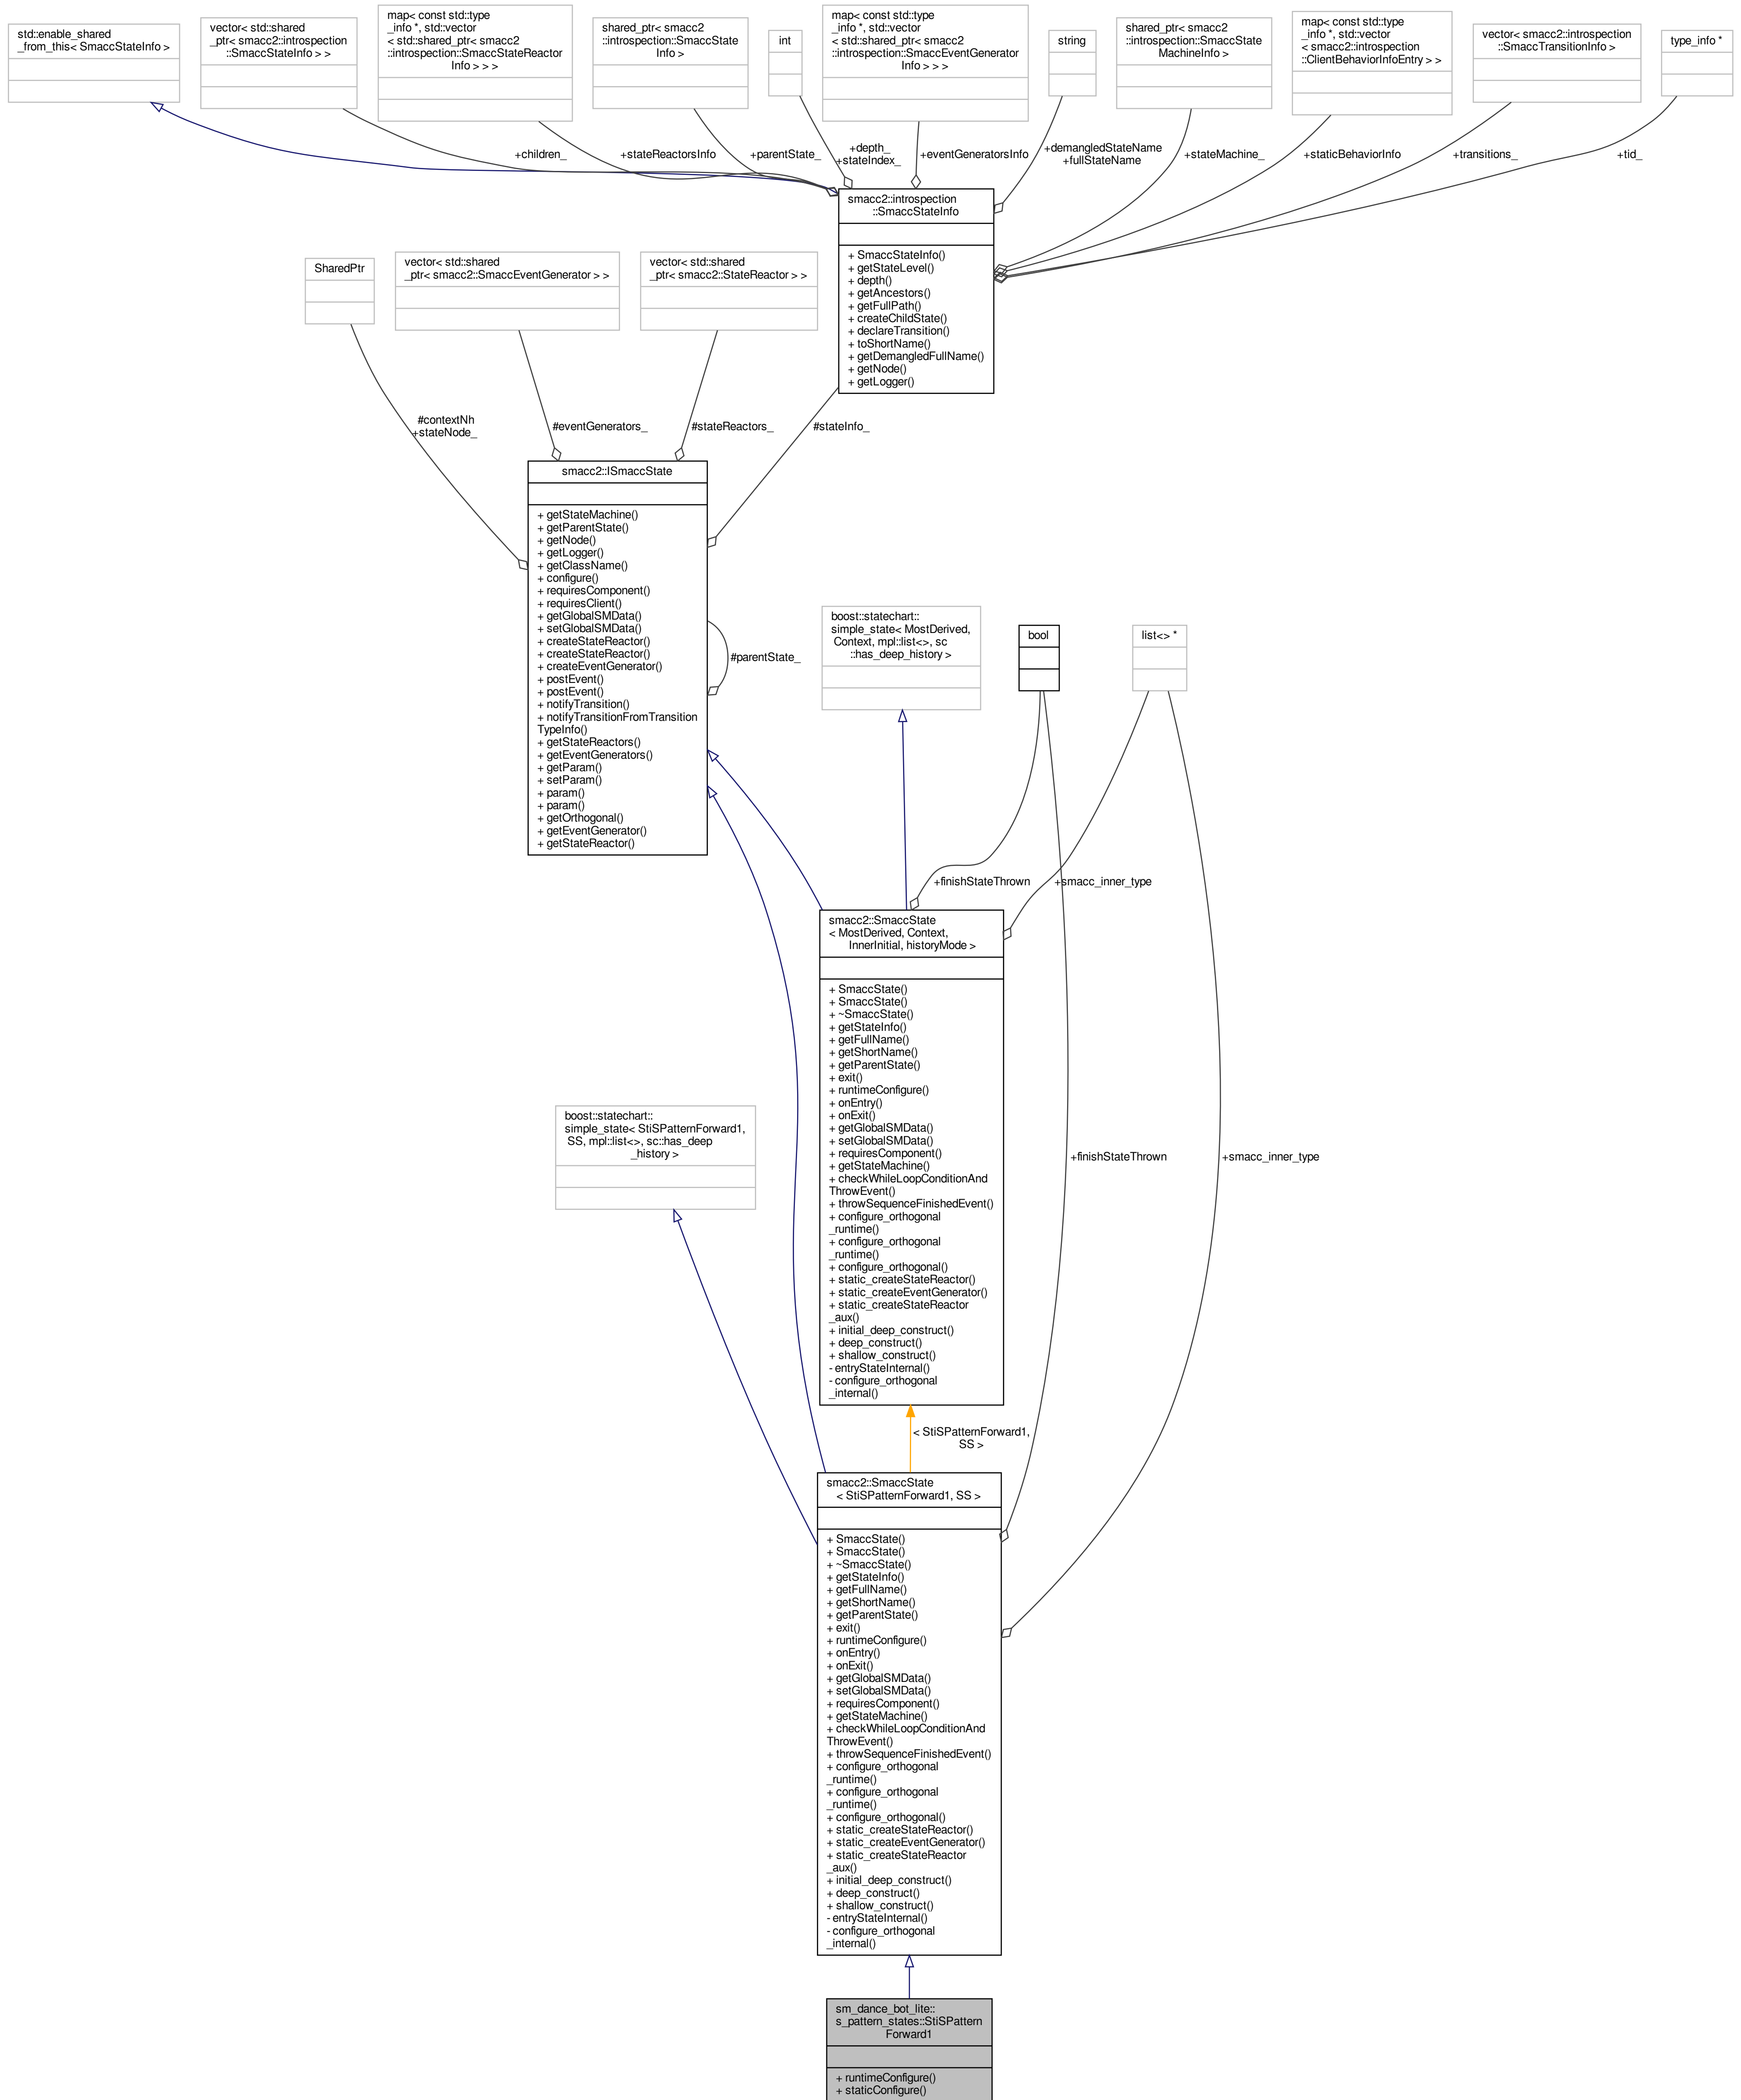 std::enable_shared
_from_this< SmaccStateInfo >
vector< std::shared
_ptr< smacc2::introspection
::SmaccStateInfo > >
map< const std::type
_info *, std::vector
< std::shared_ptr< smacc2
::introspection::SmaccStateReactor
Info > > >
shared_ptr< smacc2
::introspection::SmaccState
Info >
int
map< const std::type
_info *, std::vector
< std::shared_ptr< smacc2
::introspection::SmaccEventGenerator
Info > > >
string
shared_ptr< smacc2
::introspection::SmaccState
MachineInfo >
map< const std::type
_info *, std::vector
< smacc2::introspection
::ClientBehaviorInfoEntry > >
vector< smacc2::introspection
::SmaccTransitionInfo >
type_info *
+children_
+stateReactorsInfo
+parentState_
+depth_
+stateIndex_
+eventGeneratorsInfo
+demangledStateName
+fullStateName
+stateMachine_
+staticBehaviorInfo
+transitions_
+tid_
smacc2::introspection
::SmaccStateInfo
+ SmaccStateInfo()
+ getStateLevel()
+ depth()
+ getAncestors()
+ getFullPath()
+ createChildState()
+ declareTransition()
+ toShortName()
+ getDemangledFullName()
+ getNode()
+ getLogger()
SharedPtr
vector< std::shared
_ptr< smacc2::SmaccEventGenerator > >
vector< std::shared
_ptr< smacc2::StateReactor > >
#contextNh
+stateNode_
#eventGenerators_
#stateReactors_
#stateInfo_
smacc2::ISmaccState
+ getStateMachine()
+ getParentState()
+ getNode()
+ getLogger()
+ getClassName()
+ configure()
+ requiresComponent()
+ requiresClient()
+ getGlobalSMData()
+ setGlobalSMData()
+ createStateReactor()
+ createStateReactor()
+ createEventGenerator()
+ postEvent()
+ postEvent()
+ notifyTransition()
+ notifyTransitionFromTransition
TypeInfo()
+ getStateReactors()
+ getEventGenerators()
+ getParam()
+ setParam()
+ param()
+ param()
+ getOrthogonal()
+ getEventGenerator()
+ getStateReactor()
#parentState_
boost::statechart::
simple_state< MostDerived,
Context, mpl::list<>, sc
::has_deep_history >
bool
list<> *
+finishStateThrown
+smacc_inner_type
smacc2::SmaccState
< MostDerived, Context,
InnerInitial, historyMode >
+ SmaccState()
+ SmaccState()
+ ~SmaccState()
+ getStateInfo()
+ getFullName()
+ getShortName()
+ getParentState()
+ exit()
+ runtimeConfigure()
+ onEntry()
+ onExit()
+ getGlobalSMData()
+ setGlobalSMData()
+ requiresComponent()
+ getStateMachine()
+ checkWhileLoopConditionAnd
ThrowEvent()
+ throwSequenceFinishedEvent()
+ configure_orthogonal
_runtime()
+ configure_orthogonal
_runtime()
+ configure_orthogonal()
+ static_createStateReactor()
+ static_createEventGenerator()
+ static_createStateReactor
_aux()
+ initial_deep_construct()
+ deep_construct()
+ shallow_construct()
- entryStateInternal()
- configure_orthogonal
_internal()
boost::statechart::
simple_state< StiSPatternForward1,
SS, mpl::list<>, sc::has_deep
_history >
+finishStateThrown
+smacc_inner_type
< StiSPatternForward1,
SS >
smacc2::SmaccState
< StiSPatternForward1, SS >
+ SmaccState()
+ SmaccState()
+ ~SmaccState()
+ getStateInfo()
+ getFullName()
+ getShortName()
+ getParentState()
+ exit()
+ runtimeConfigure()
+ onEntry()
+ onExit()
+ getGlobalSMData()
+ setGlobalSMData()
+ requiresComponent()
+ getStateMachine()
+ checkWhileLoopConditionAnd
ThrowEvent()
+ throwSequenceFinishedEvent()
+ configure_orthogonal
_runtime()
+ configure_orthogonal
_runtime()
+ configure_orthogonal()
+ static_createStateReactor()
+ static_createEventGenerator()
+ static_createStateReactor
_aux()
+ initial_deep_construct()
+ deep_construct()
+ shallow_construct()
- entryStateInternal()
- configure_orthogonal
_internal()
sm_dance_bot_lite::
s_pattern_states::StiSPattern
Forward1
+ runtimeConfigure()
+ staticConfigure()